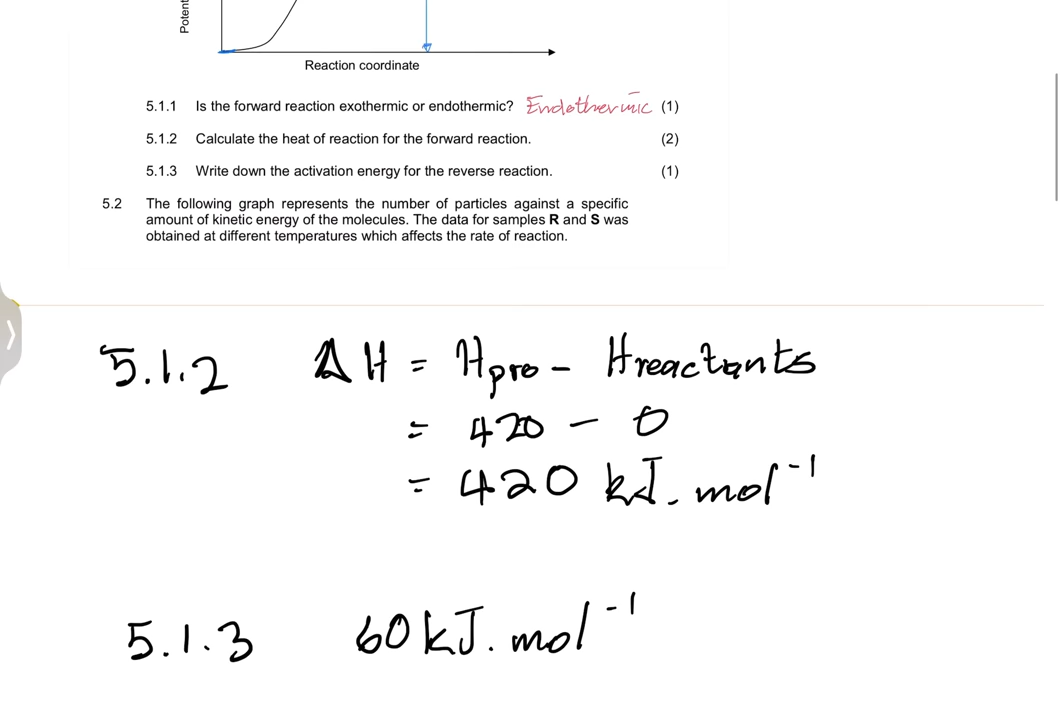 Poten
Reaction coordinate
5.1.1 Is the forward reaction exothermic or endothermic? Endothermic (1)
5.1.2 Calculate the heat of reaction for the forward reaction. (2)
5.1.3 Write down the activation energy for the reverse reaction. (1)
5.2 The following graph represents the number of particles against a specific
amount of kinetic energy of the molecules. The data for samples R and S was
obtained at different temperatures which affects the rate of reaction.
5.1.2 ΔH = Hpro - Hreactants
= 420 - 0
= 420 kJ.mol⁻¹
5.1.3 60 kJ.mol⁻¹